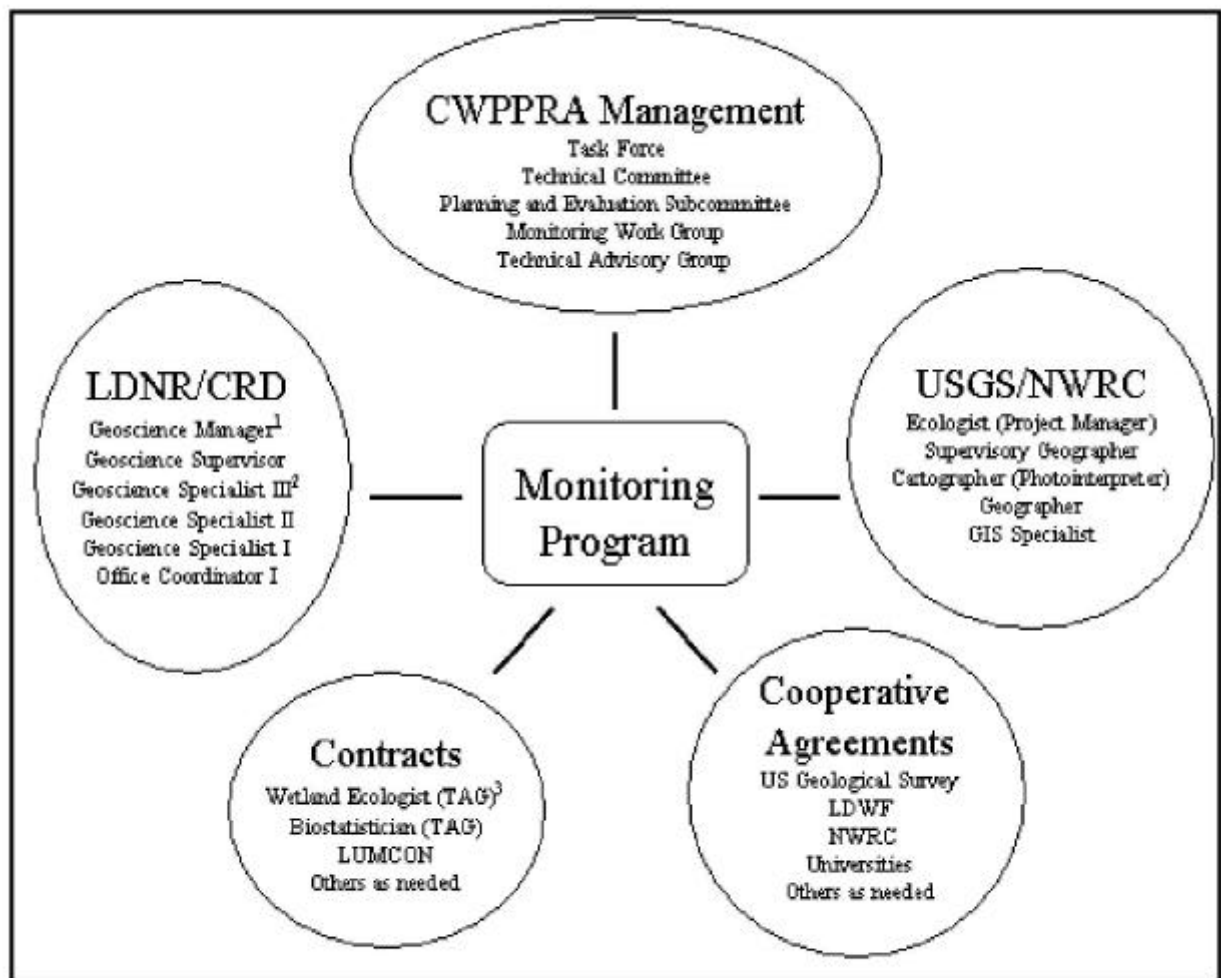 CWPPRA Management
Task Force
Technical Committee
Planning and Evaluation Subcommittee
Monitoring Work Group
Technical Advisory Group
LDNR/CRD
Geoscience Manager¹
Geoscience Supervisor
Geoscience Specialist III²
Geoscience Specialist II
Geoscience Specialist I
Office Coordinator I
Monitoring
Program
USGS/NWRC
Ecologist (Project Manager)
Supervisory Geographer
Cartographer (Photointerpreter)
Geographer
GIS Specialist
Contracts
Wetland Ecologist (TAG)³
Biostatistician (TAG)
LUMCON
Others as needed
Cooperative
Agreements
US Geological Survey
LDWF
NWRC
Universities
Others as needed